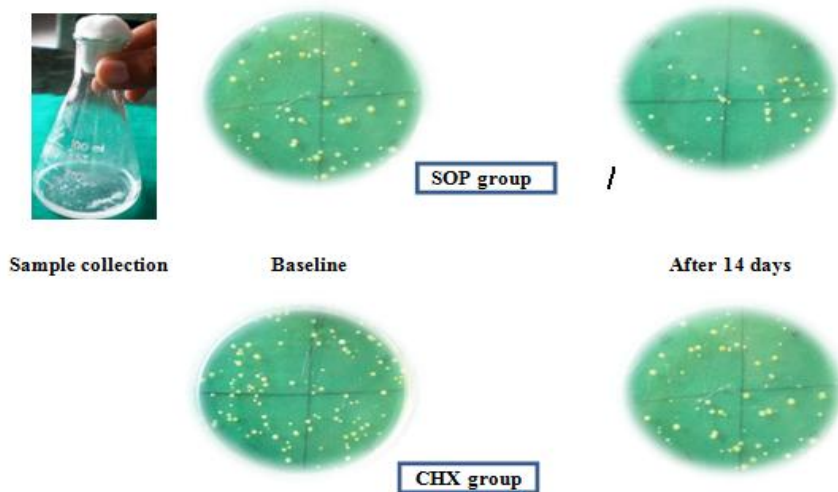 SOP group
/
Sample collection
Baseline
After 14 days
CHX group